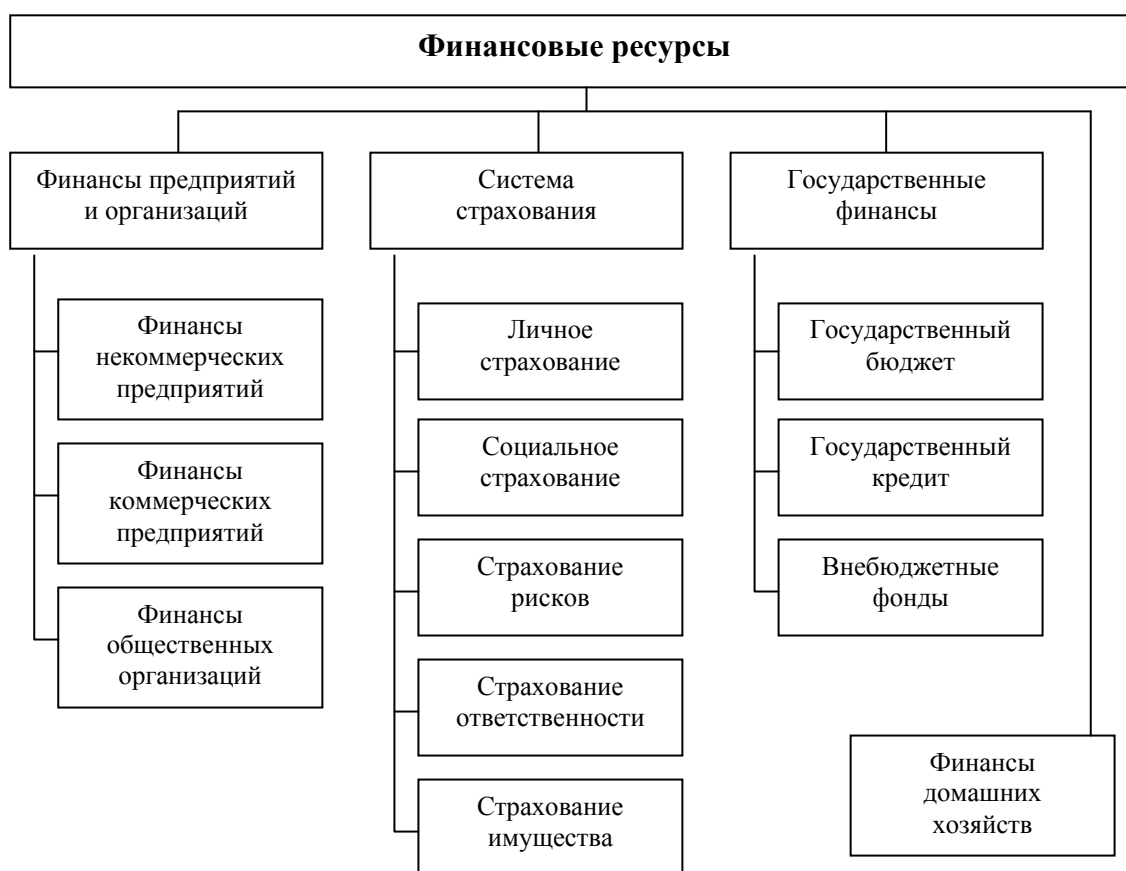 Финансовые ресурсы
Финансы предприятий
и организаций
Система
страхования
Государственные
финансы
Финансы
некоммерческих
предприятий
Финансы
коммерческих
предприятий
Финансы
общественных
организаций
Личное
страхование
Социальное
страхование
Страхование
рисков
Страхование
ответственности
Страхование
имущества
Государственный
бюджет
Государственный
кредит
Внебюджетные
фонды
Финансы
домашних
хозяйств